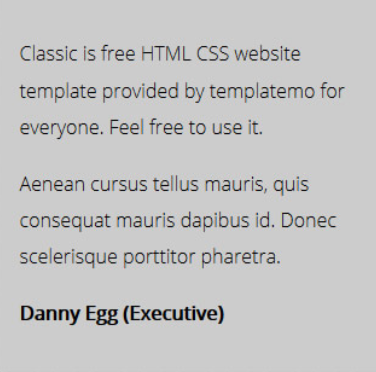 Classic is free HTML CSS website
template provided by templatemo for
everyone. Feel free to use it.
Aenean cursus tellus mauris, quis
consequat mauris dapibus id. Donec
scelerisque porttitor pharetra.
Danny Egg (Executive)